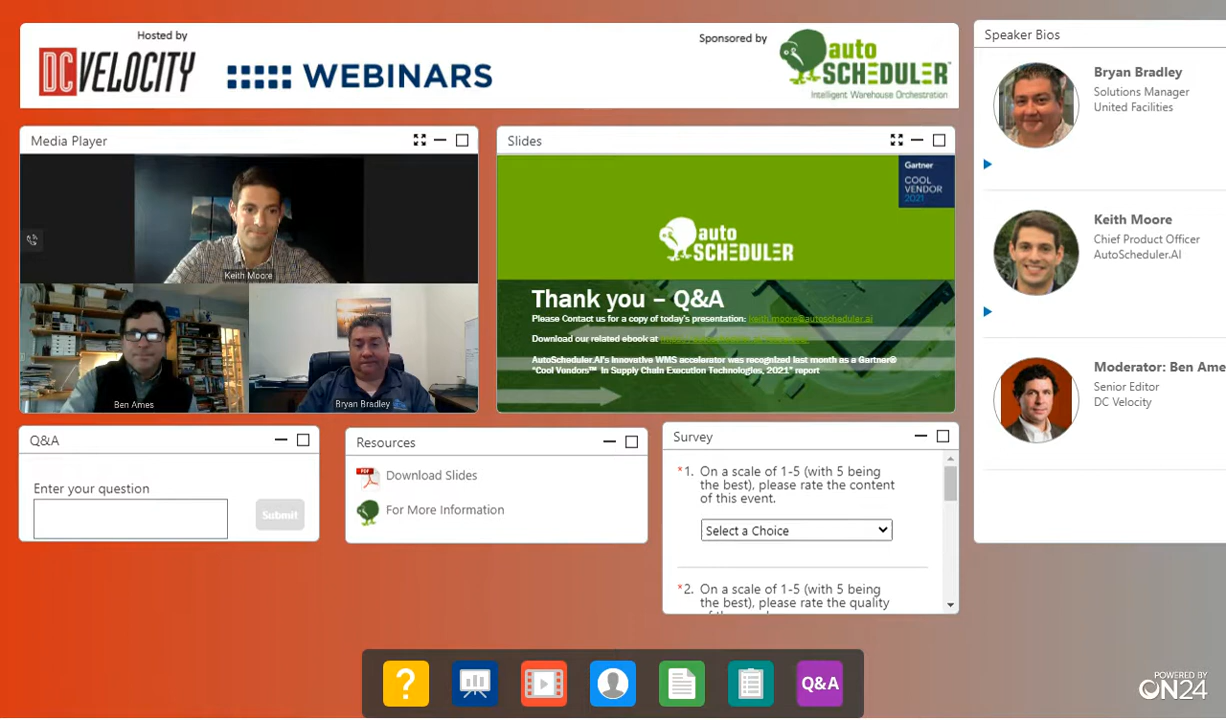 Hosted by
DC VELOCITY
WEBINARS
Sponsored by
auto
SCHEDULER
Intelligent Warehouse Orchestration
Speaker Bios
Bryan Bradley
Solutions Manager
United Facilities
Keith Moore
Chief Product Officer
AutoScheduler.AI
Moderator: Ben Ame
Senior Editor
DC Velocity
Media Player
Keith Moore
Ben Ames
Bryan Bradley
Slides
Gartner
COOL
VENDOR
2021
auto
SCHEDULER
Thank you – Q&A
Please Contact us for a copy of today's presentation: keith.moore@autoscheduler.ai
Download our related ebook at
AutoScheduler.AI's innovative WMS accelerator was recognized last month as a Gartner®
"Cool Vendors™ in Supply Chain Execution Technologies, 2021" report
Q&A
Enter your question
Submit
Resources
PDF
Download Slides
For More Information
Survey
*1. On a scale of 1-5 (with 5 being
the best), please rate the content
of this event.
Select a Choice
*2. On a scale of 1-5 (with 5 being
the best), please rate the quality
?
Q&A
POWERED BY
ON24